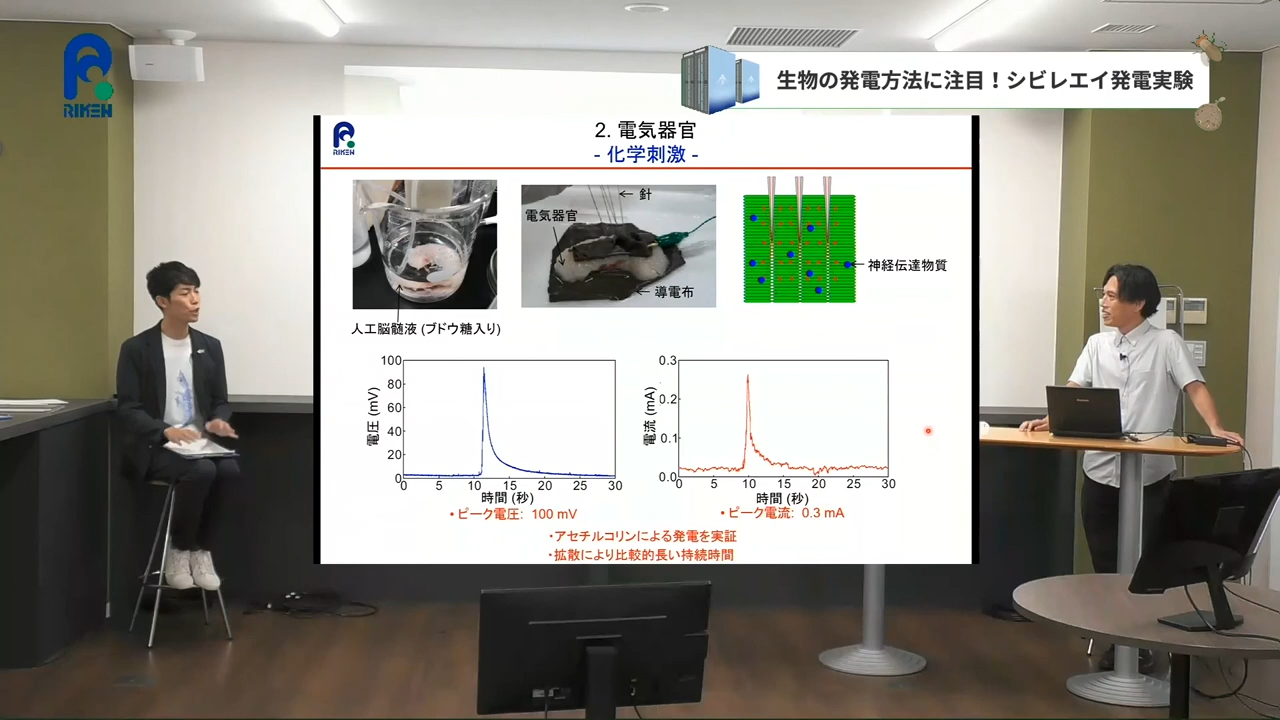 RIKEN
生物の発電方法に注目！シビレエイ発電実験
RIKEN
2. 電気器官
- 化学刺激 -
針
電気器官
導電布
神経伝達物質
人工脳髄液 (ブドウ糖入り)
電圧 (mV)
100
80
60
40
20
0
0 5 10 15 20 25 30
時間 (秒)
電流 (mA)
0.3
0.2
0.1
0.0
0 5 10 15 20 25 30
時間 (秒)
•ピーク電圧: 100 mV
•ピーク電流: 0.3 mA
･アセチルコリンによる発電を実証
･拡散により比較的長い持続時間